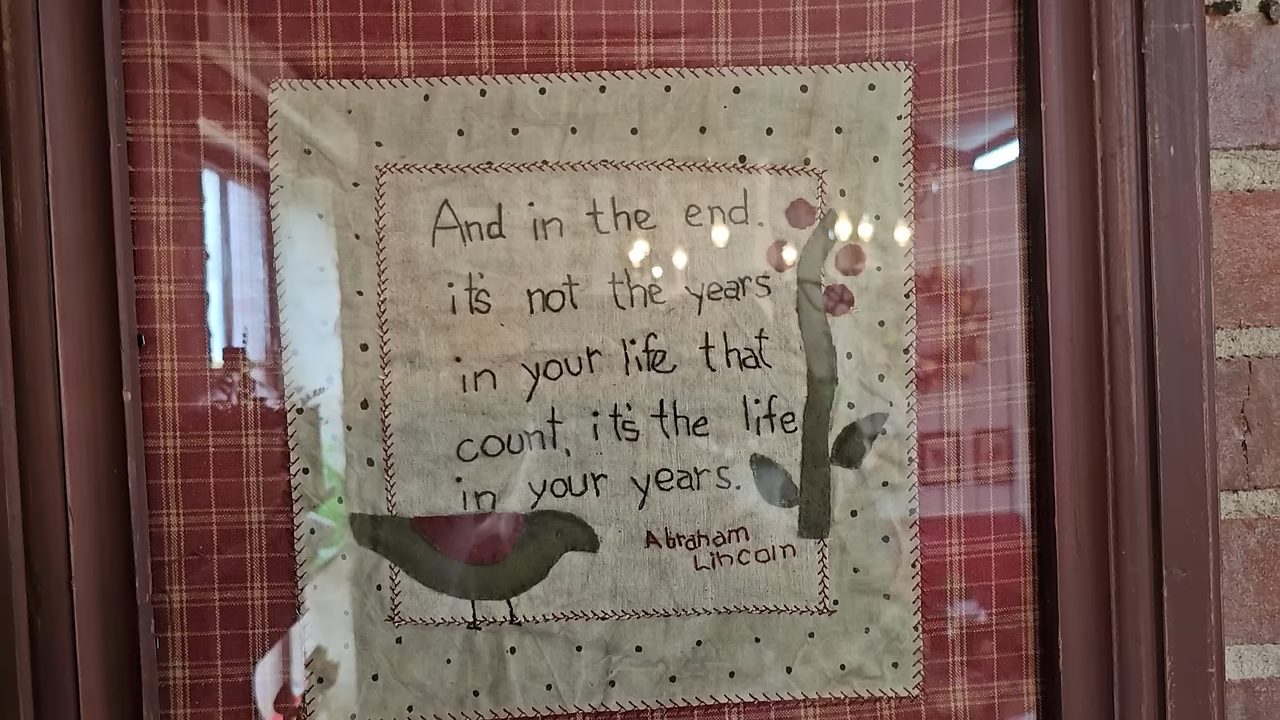 And in the end.
it's not the years
in your life that
count, it's the life
in your years.
Abraham
Lincoln